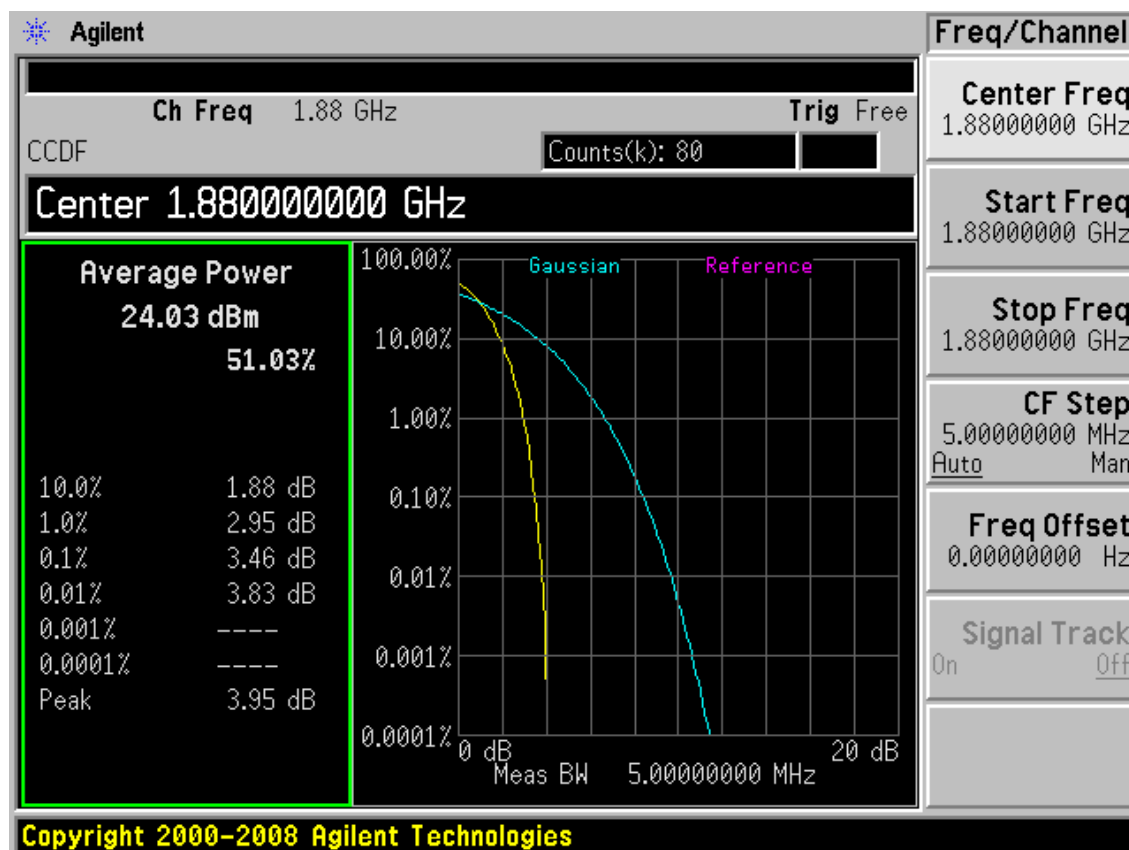 Agilent
Freq/Channel
Ch Freq 1.88 GHz Trig Free
CCDF
Counts(k): 80
Center 1.880000000 GHz
Average Power
24.03 dBm
51.03%
10.0% 1.88 dB
1.0% 2.95 dB
0.1% 3.46 dB
0.01% 3.83 dB
0.001% ----
0.0001% ----
Peak 3.95 dB
Gaussian Reference
100.00%
10.00%
1.00%
0.10%
0.01%
0.001%
0.0001%
0 dB 20 dB
Meas BW 5.00000000 MHz
Center Freq
1.88000000 GHz
Start Freq
1.88000000 GHz
Stop Freq
1.88000000 GHz
CF Step
5.00000000 MHz
Auto Man
Freq Offset
0.00000000 Hz
Signal Track
On Off
Copyright 2000-2008 Agilent Technologies